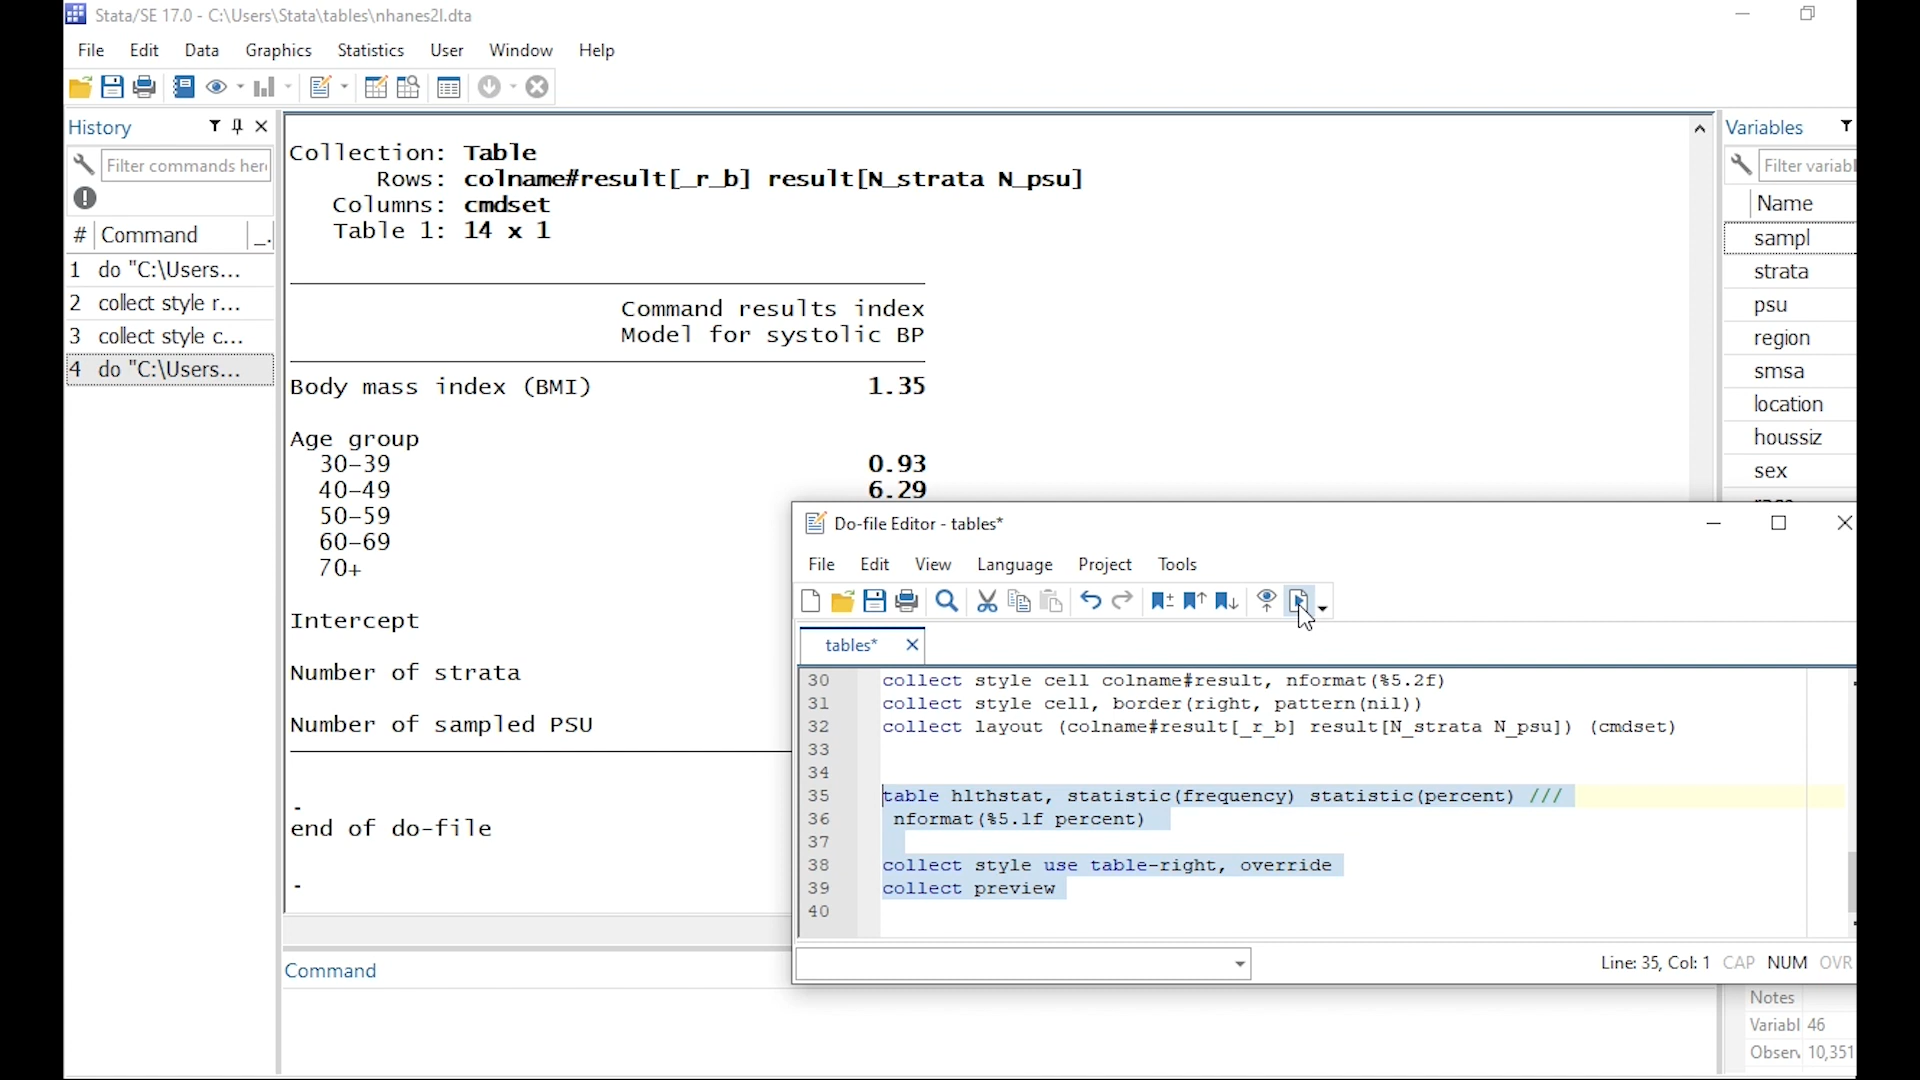 Stata/SE 17.0 - C:\Users\Stata\tables\nhanes2l.dta
File Edit Data Graphics Statistics User Window Help
History
Filter commands here
# Command _.
1 do "C:\Users...
2 collect style r...
3 collect style c...
4 do "C:\Users...
Collection: Table
Rows: colname#result[_r_b] result[N_strata N_psu]
Columns: cmdset
Table 1: 14 x 1
Command results index
Model for systolic BP
Body mass index (BMI) 1.35
Age group
30-39 0.93
40-49 6.29
50-59
60-69
70+
Intercept
Number of strata
Number of sampled PSU
.
end of do-file
.
Command
Variables
Filter variabl
Name
sampl
strata
psu
region
smsa
location
houssiz
sex
Do-file Editor - tables*
File Edit View Language Project Tools
tables*
30 collect style cell colname#result, nformat(%5.2f)
31 collect style cell, border(right, pattern(nil))
32 collect layout (colname#result[_r_b] result[N_strata N_psu]) (cmdset)
33
34
35 table hlthstat, statistic(frequency) statistic(percent) ///
36 nformat(%5.1f percent)
37
38 collect style use table-right, override
39 collect preview
40
Line: 35, Col: 1 CAP NUM OVR
Notes
Variabl 46
Observ 10,351